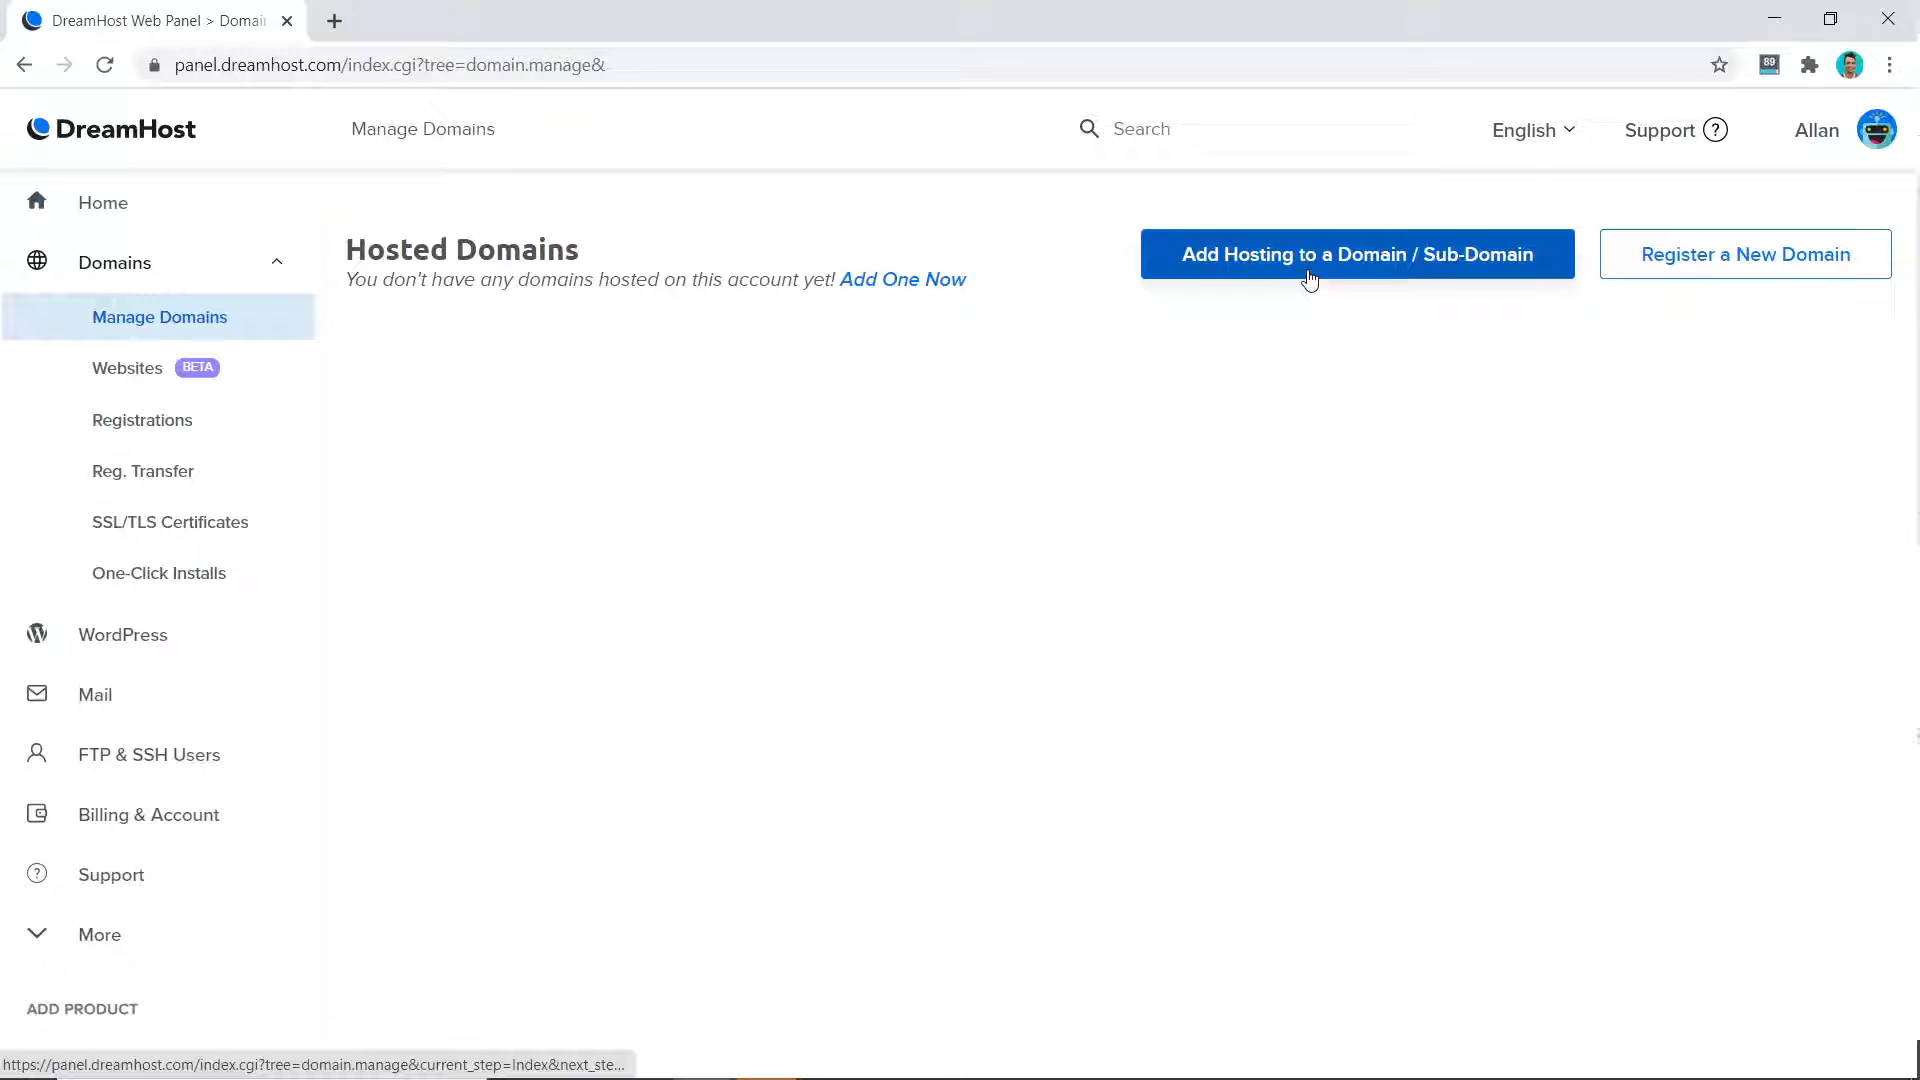 DreamHost Web Panel > Domai
panel.dreamhost.com/index.cgi?tree=domain.manage&
89
DreamHost
Manage Domains
Search
English
Support ?
Allan
Home
Domains
Manage Domains
Websites BETA
Registrations
Reg. Transfer
SSL/TLS Certificates
One-Click Installs
WordPress
Mail
FTP & SSH Users
Billing & Account
Support
More
ADD PRODUCT
Hosted Domains
You don't have any domains hosted on this account yet! Add One Now
Add Hosting to a Domain / Sub-Domain
Register a New Domain
https://panel.dreamhost.com/index.cgi?tree=domain.manage&current_step=Index&next_ste...